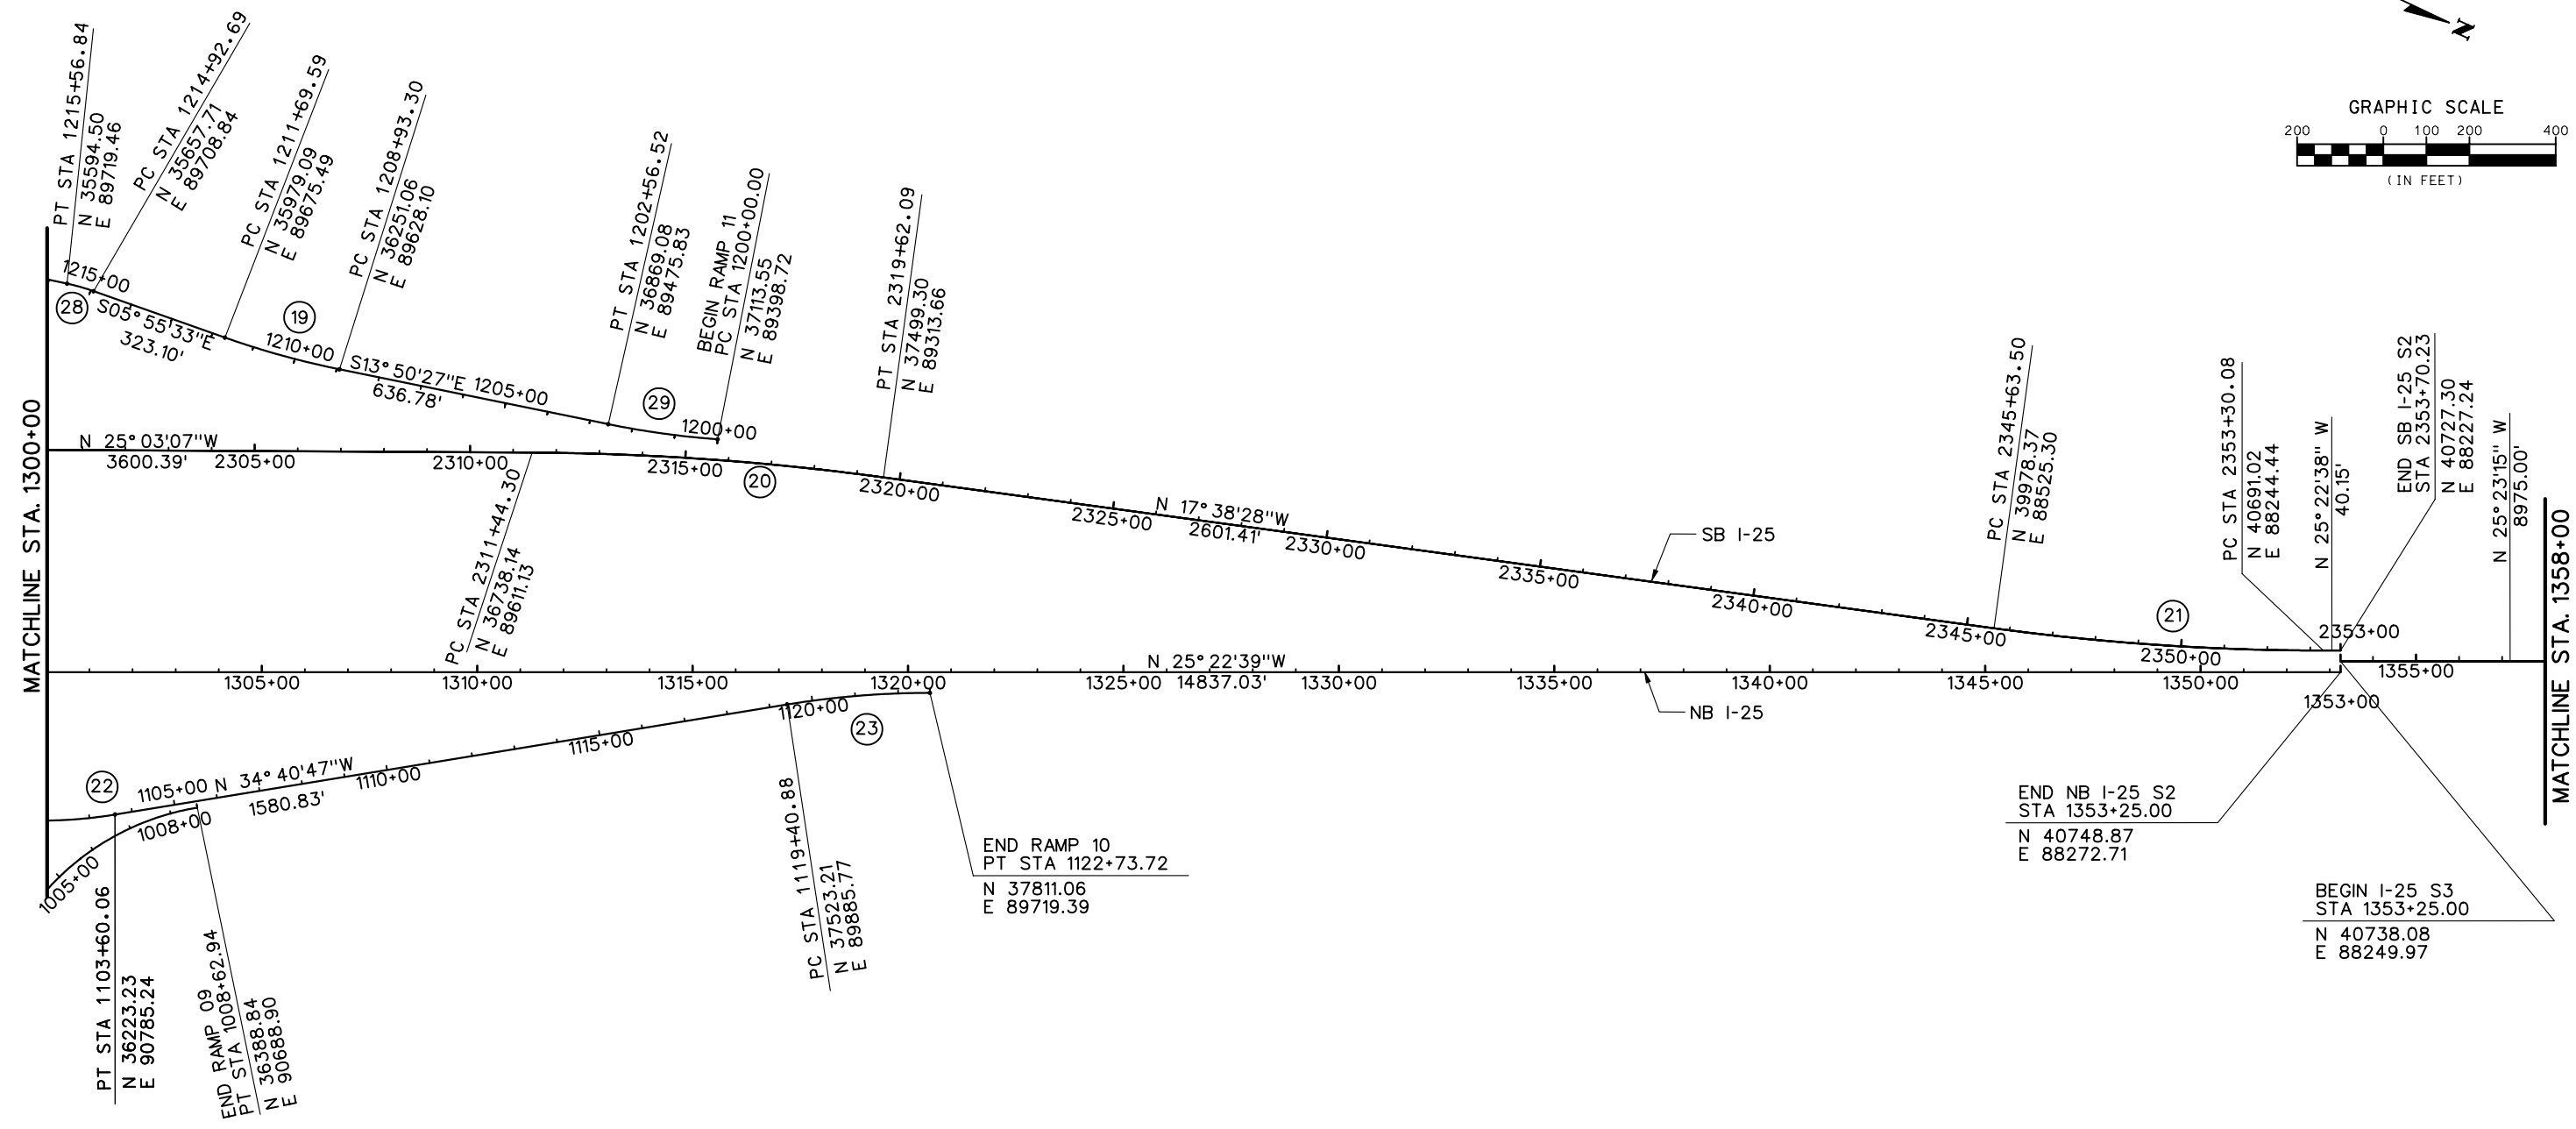 PT STA 1215+56.84
N 35594.50
E 89719.46
PC STA 1214+92.69
N 35657.71
E 89708.84
PC STA 1211+69.59
N 35979.09
E 89675.49
PC STA 1208+93.30
N 36251.06
E 89628.10
PT STA 1202+56.52
N 36869.08
E 89475.83
BEGIN RAMP 11
PC STA 1200+00.00
N 37113.55
E 89398.72
PT STA 2319+62.09
N 37499.30
E 89313.66
PC STA 2345+63.50
N 39978.37
E 88525.30
PC STA 2353+30.08
N 40691.02
E 88244.44
N 25°22'38" W
40.15'
END SB I-25 S2
STA 2353+70.23
N 40727.30
E 88227.24
N 25°23'15" W
8975.00'
N
GRAPHIC SCALE
200 0 100 200 400
(IN FEET)
MATCHLINE STA. 1300+00
1215+00
28
S05°55'33"E
323.10'
19
1210+00
S13°50'27"E
636.78'
1205+00
29
1200+00
N 25°03'07"W
3600.39'
2305+00
2310+00
2315+00
20
2320+00
2325+00
N 17°38'28"W
2601.41'
2330+00
SB I-25
2335+00
2340+00
2345+00
21
2350+00
2353+00
PC STA 2311+44.30
N 36738.14
E 89611.13
1305+00
1310+00
1315+00
1320+00
1325+00
N 25°22'39"W
14837.03'
1330+00
1335+00
1340+00
1345+00
1350+00
1353+00
1355+00
NB I-25
MATCHLINE STA. 1358+00
22
1105+00
N 34°40'47"W
1580.83'
1110+00
1115+00
1120+00
23
1008+00
1005+00
PT STA 1103+60.06
N 36223.23
E 90785.24
END RAMP 09
PT STA 1008+62.94
N 36388.84
E 90688.90
PC STA 1119+40.88
N 37523.21
E 89885.77
END RAMP 10
PT STA 1122+73.72
N 37811.06
E 89719.39
END NB I-25 S2
STA 1353+25.00
N 40748.87
E 88272.71
BEGIN I-25 S3
STA 1353+25.00
N 40738.08
E 88249.97